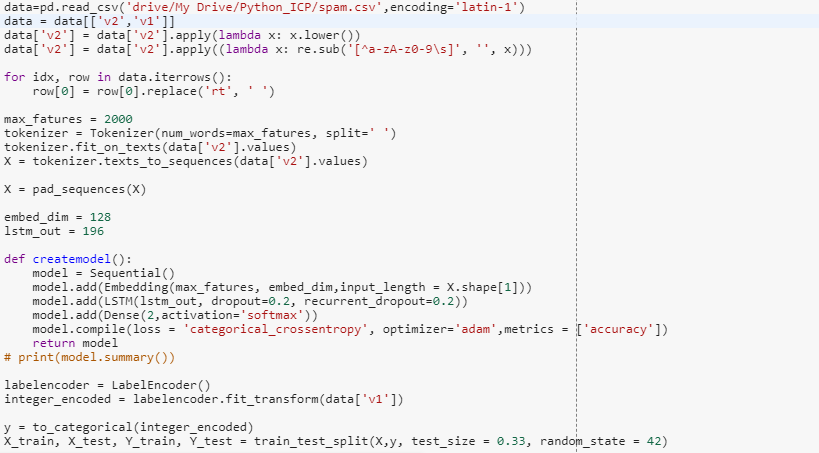 data=pd.read_csv('drive/My Drive/Python_ICP/spam.csv',encoding='latin-1')
data = data[['v2','v1']]
data['v2'] = data['v2'].apply(lambda x: x.lower())
data['v2'] = data['v2'].apply((lambda x: re.sub('[^a-zA-z0-9\s]', '', x)))

for idx, row in data.iterrows():
    row[0] = row[0].replace('rt', ' ')

max_fatures = 2000
tokenizer = Tokenizer(num_words=max_fatures, split=' ')
tokenizer.fit_on_texts(data['v2'].values)
X = tokenizer.texts_to_sequences(data['v2'].values)

X = pad_sequences(X)

embed_dim = 128
lstm_out = 196

def createmodel():
    model = Sequential()
    model.add(Embedding(max_fatures, embed_dim,input_length = X.shape[1]))
    model.add(LSTM(lstm_out, dropout=0.2, recurrent_dropout=0.2))
    model.add(Dense(2,activation='softmax'))
    model.compile(loss = 'categorical_crossentropy', optimizer='adam',metrics = ['accuracy'])
    return model
# print(model.summary())

labelencoder = LabelEncoder()
integer_encoded = labelencoder.fit_transform(data['v1'])

y = to_categorical(integer_encoded)
X_train, X_test, Y_train, Y_test = train_test_split(X,y, test_size = 0.33, random_state = 42)